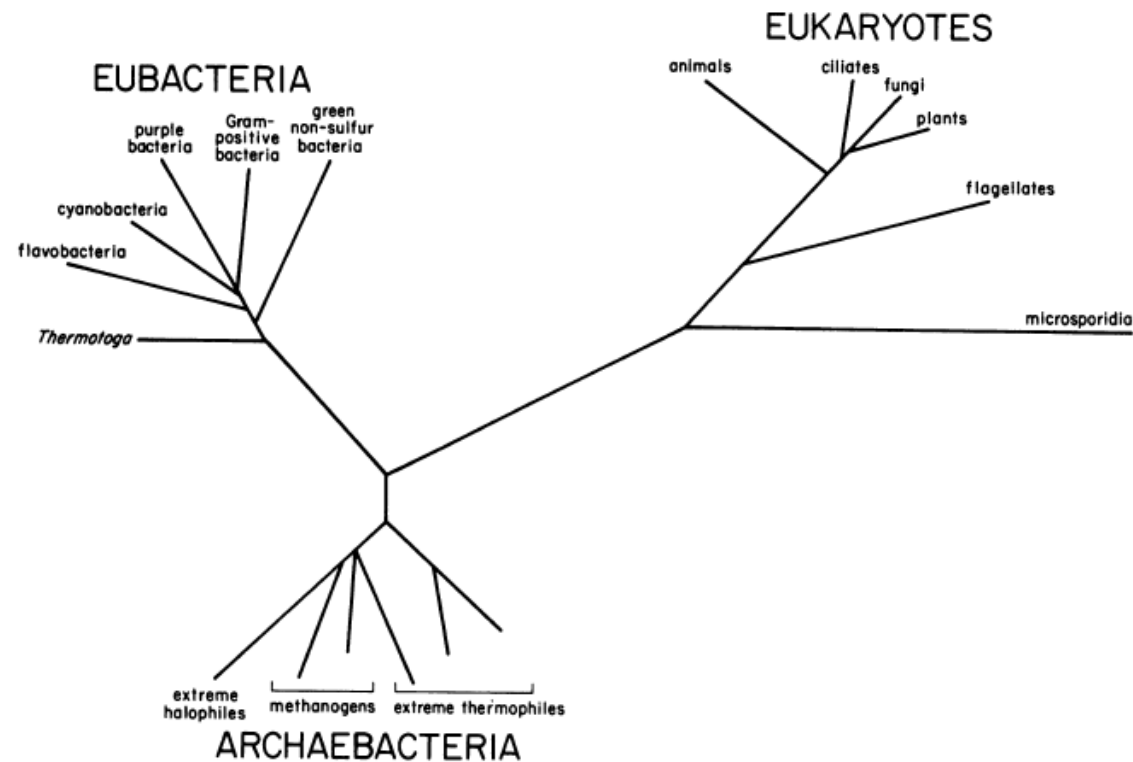 EUKARYOTES
EUBACTERIA
animals
ciliates
fungi
plants
flagellates
microsporidia
green
non-sulfur
bacteria
Gram-
positive
bacteria
purple
bacteria
cyanobacteria
flavobacteria
Thermotoga
extreme
halophiles
methanogens
extreme thermophiles
ARCHAEBACTERIA